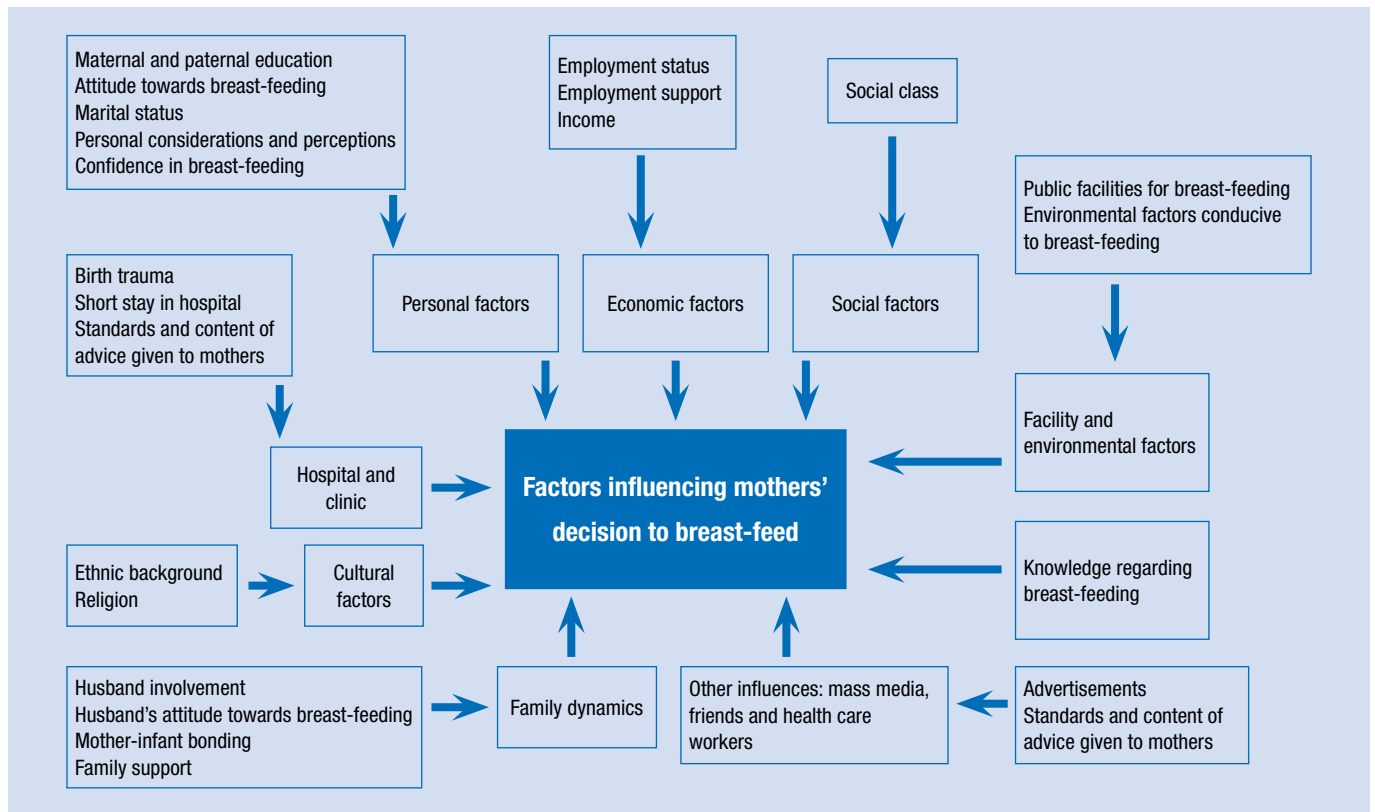 Maternal and paternal education
Attitude towards breast-feeding
Marital status
Personal considerations and perceptions
Confidence in breast-feeding
Employment status
Employment support
Income
Social class
Public facilities for breast-feeding
Environmental factors conducive
to breast-feeding
Birth trauma
Short stay in hospital
Standards and content of
advice given to mothers
Personal factors
Economic factors
Social factors
Facility and
environmental factors
Hospital and
clinic
Factors influencing mothers’
decision to breast-feed
Ethnic background
Religion
Cultural
factors
Knowledge regarding
breast-feeding
Husband involvement
Husband’s attitude towards breast-feeding
Mother-infant bonding
Family support
Family dynamics
Other influences: mass media,
friends and health care
workers
Advertisements
Standards and content of
advice given to mothers